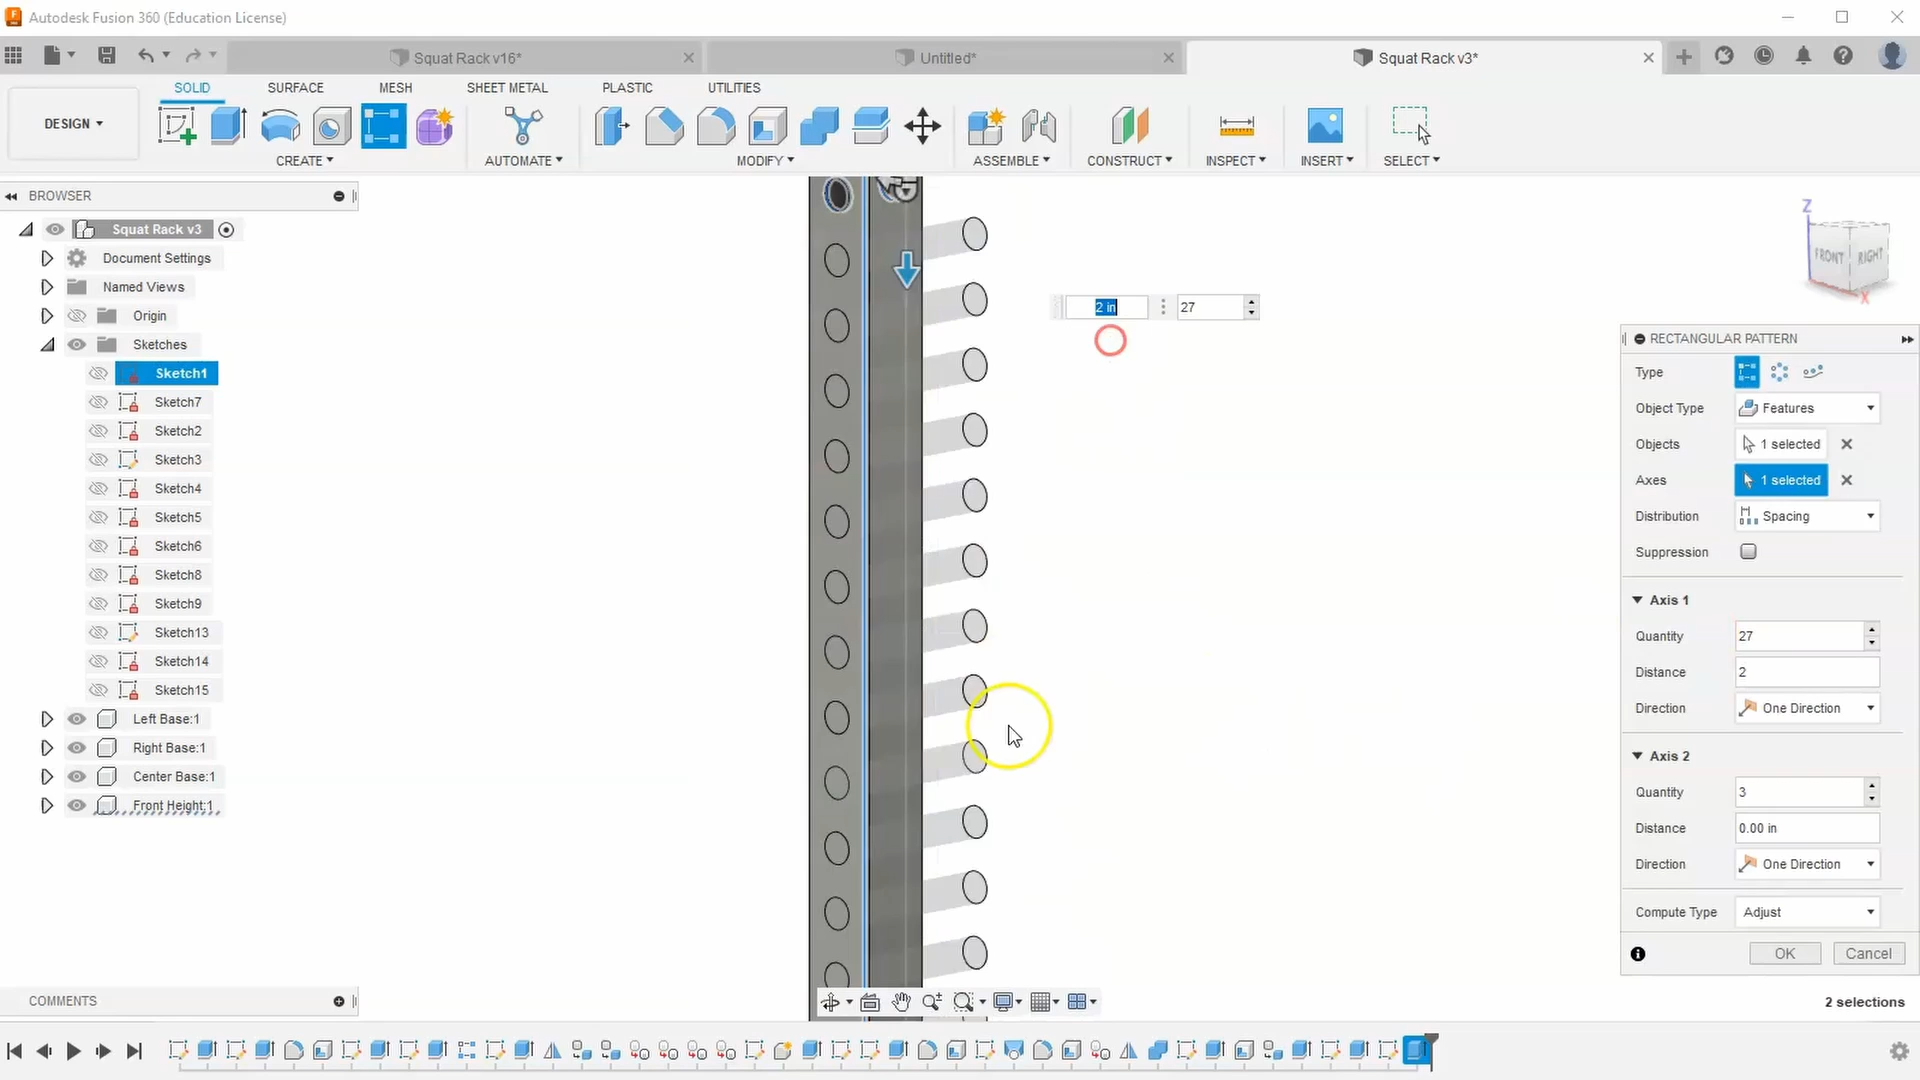 Autodesk Fusion 360 (Education License)
Squat Rack v16*
Untitled*
Squat Rack v3*
SOLID
SURFACE
MESH
SHEET METAL
PLASTIC
UTILITIES
DESIGN
CREATE
AUTOMATE
MODIFY
ASSEMBLE
CONSTRUCT
INSPECT
INSERT
SELECT
BROWSER
Squat Rack v3
Document Settings
Named Views
Origin
Sketches
Sketch1
Sketch7
Sketch2
Sketch3
Sketch4
Sketch5
Sketch6
Sketch8
Sketch9
Sketch13
Sketch14
Sketch15
Left Base:1
Right Base:1
Center Base:1
Front Height:1
COMMENTS
2 in
27
Z
FRONT
RIGHT
X
RECTANGULAR PATTERN
Type
Object Type Features
Objects 1 selected
Axes 1 selected
Distribution Spacing
Suppression
Axis 1
Quantity 27
Distance 2
Direction One Direction
Axis 2
Quantity 3
Distance 0.00 in
Direction One Direction
Compute Type Adjust
OK Cancel
2 selections